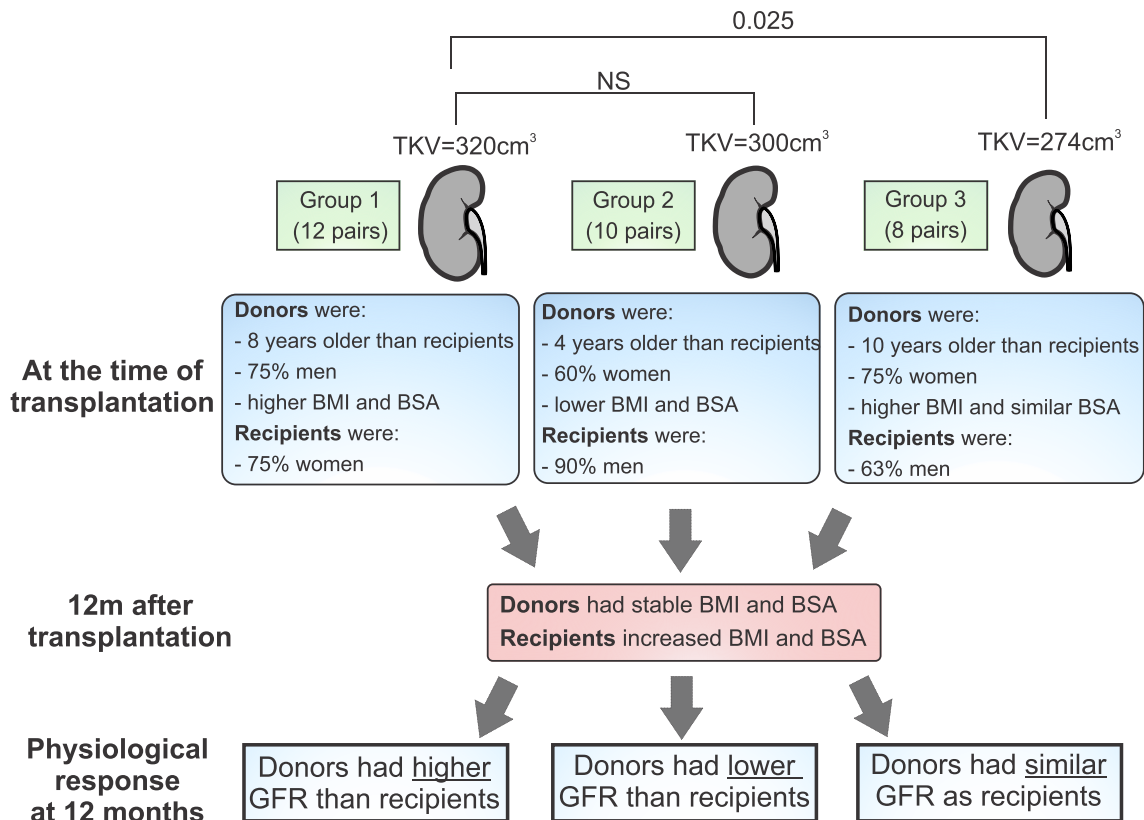 0.025
NS
TKV=320cm³
TKV=300cm³
TKV=274cm³
Group 1
(12 pairs)
Group 2
(10 pairs)
Group 3
(8 pairs)
At the time of
transplantation
Donors were:
- 8 years older than recipients
- 75% men
- higher BMI and BSA
Recipients were:
- 75% women
Donors were:
- 4 years older than recipients
- 60% women
- lower BMI and BSA
Recipients were:
- 90% men
Donors were:
- 10 years older than recipients
- 75% women
- higher BMI and similar BSA
Recipients were:
- 63% men
12m after
transplantation
Donors had stable BMI and BSA
Recipients increased BMI and BSA
Physiological
response
at 12 months
Donors had higher
GFR than recipients
Donors had lower
GFR than recipients
Donors had similar
GFR as recipients